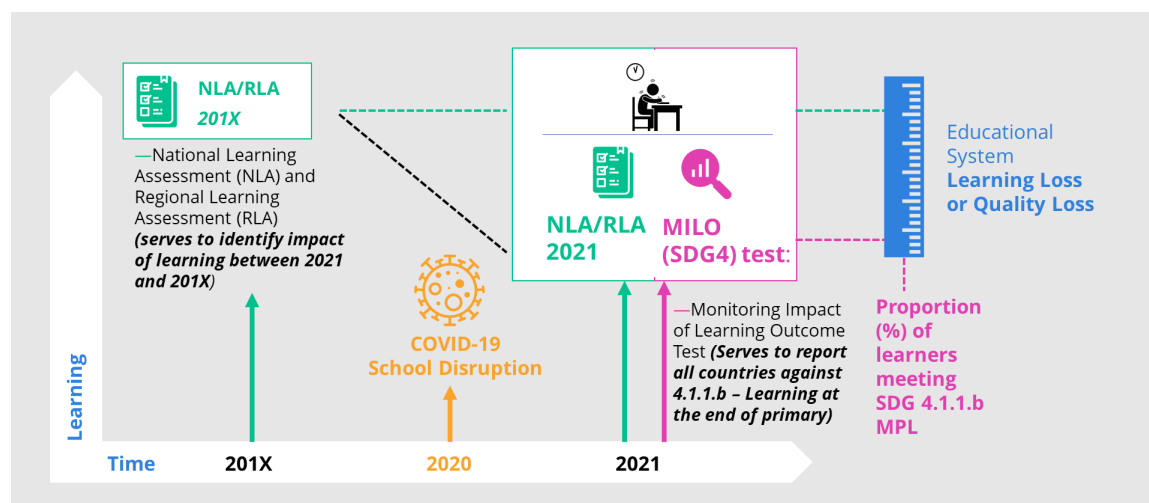 NLA/RLA
201X
—National Learning
Assessment (NLA) and
Regional Learning
Assessment (RLA)
(serves to identify impact
of learning between 2021
and 201X)
COVID-19
School Disruption
NLA/RLA
2021
MILO
(SDG4) test:
—Monitoring Impact
of Learning Outcome
Test (Serves to report
all countries against
4.1.1.b – Learning at
the end of primary)
Educational
System
Learning Loss
or Quality Loss
Proportion
(%) of
learners
meeting
SDG 4.1.1.b
MPL
Learning
Time
201X
2020
2021